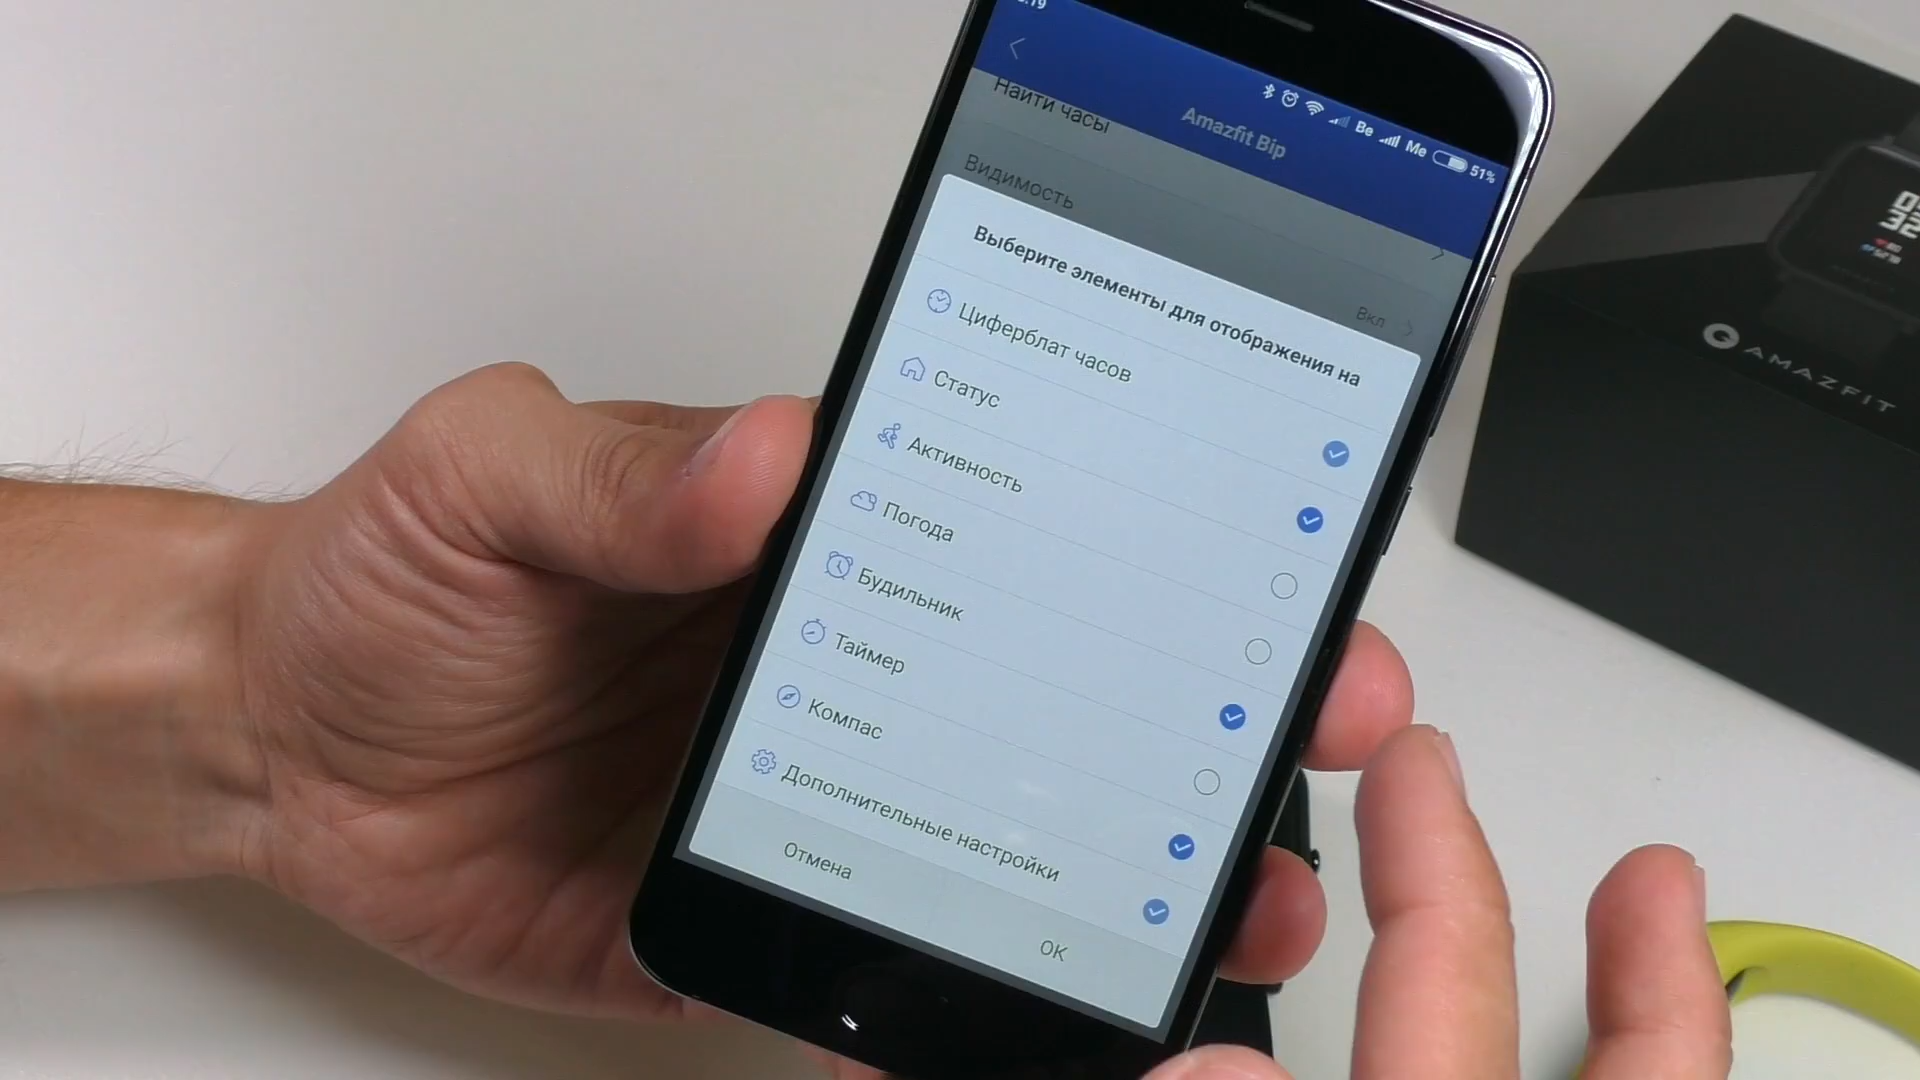 Be
Me
51%
Amazfit Bip
Найти часы
Видимость
Вкл
Выберите элементы для отображения на
Циферблат часов
Статус
Активность
Погода
Будильник
Таймер
Компас
Дополнительные настройки
Отмена
OK
AMAZFIT